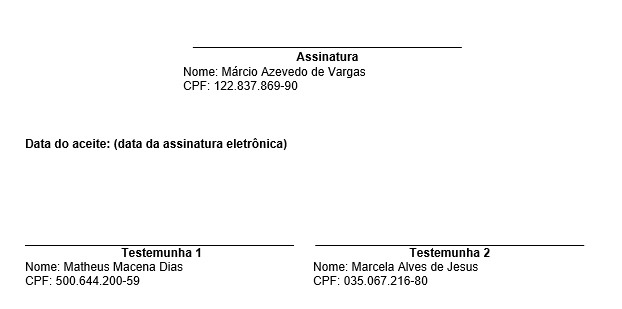 Assinatura
Nome: Márcio Azevedo de Vargas
CPF: 122.837.869-90
Data do aceite: (data da assinatura eletrônica)
Testemunha 1
Nome: Matheus Macena Dias
CPF: 500.644.200-59
Testemunha 2
Nome: Marcela Alves de Jesus
CPF: 035.067.216-80